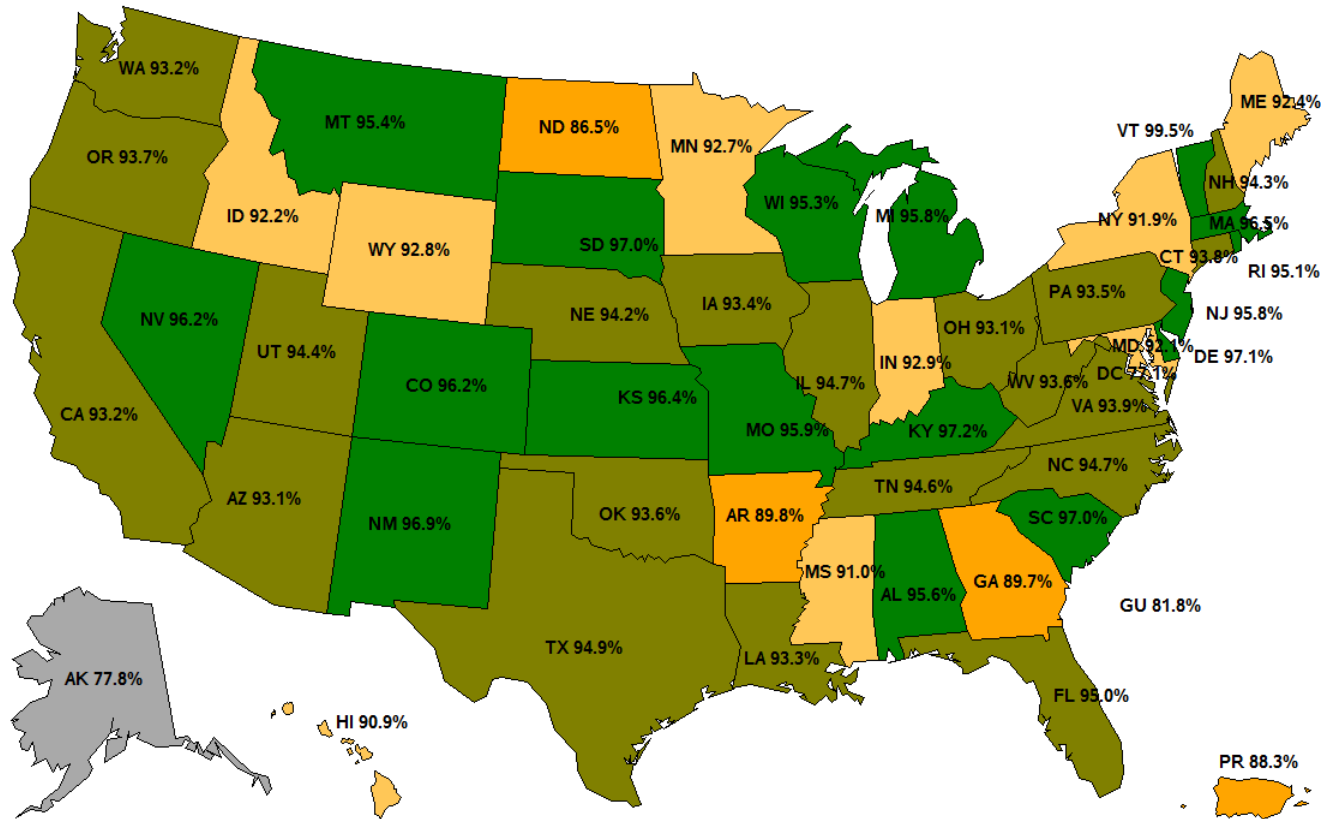 WA 93.2%
MT 95.4%
ND 86.5%
MN 92.7%
ME 92.4%
VT 99.5%
OR 93.7%
NH 94.3%
ID 92.2%
WI 95.3%
MI 95.8%
NY 91.9%
MA 96.5%
WY 92.8%
SD 97.0%
CT 93.8%
RI 95.1%
PA 93.5%
NE 94.2%
IA 93.4%
NJ 95.8%
NV 96.2%
OH 93.1%
UT 94.4%
IN 92.9%
MD 92.1%
DE 97.1%
CO 96.2%
IL 94.7%
WV 93.6%
DC 77.1%
KS 96.4%
VA 93.9%
CA 93.2%
MO 95.9%
KY 97.2%
NC 94.7%
AZ 93.1%
TN 94.6%
NM 96.9%
OK 93.6%
AR 89.8%
SC 97.0%
MS 91.0%
GA 89.7%
AL 95.6%
GU 81.8%
TX 94.9%
LA 93.3%
AK 77.8%
FL 95.0%
HI 90.9%
PR 88.3%